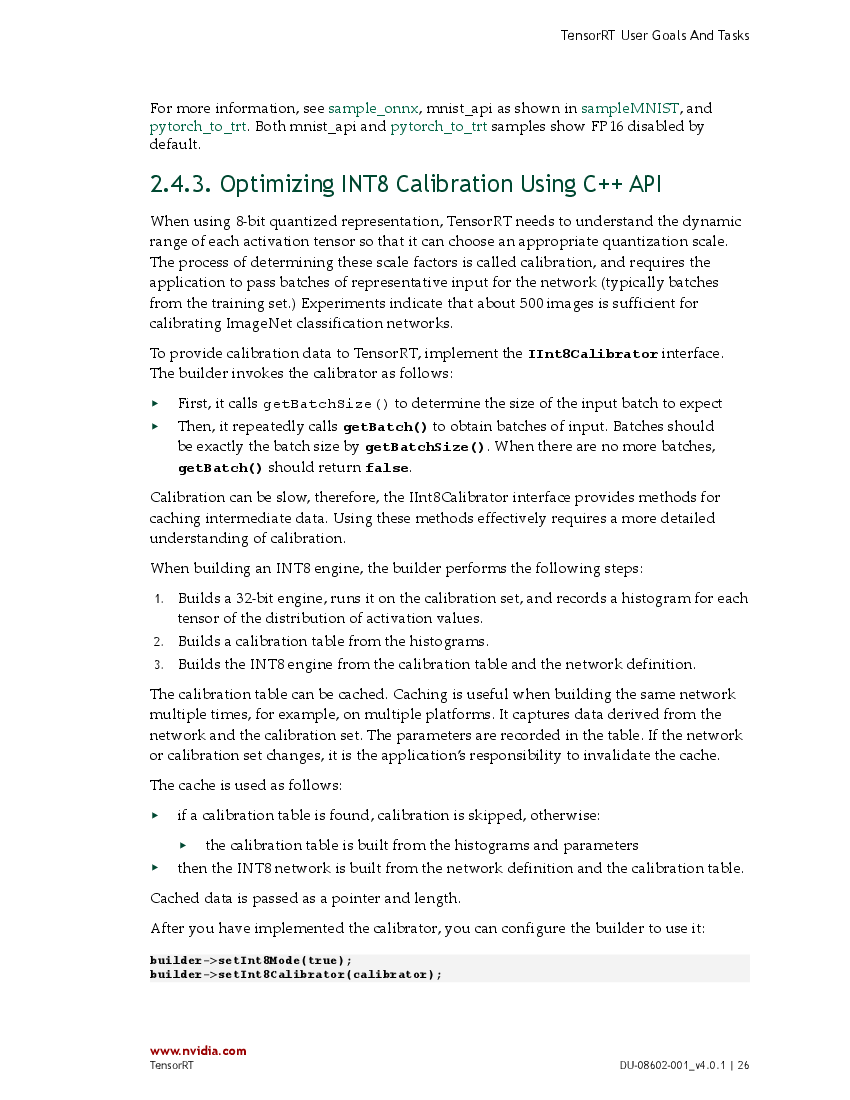 TensorRT User Goals And Tasks
For more information, see sample_onnx, mnist_api as shown in sampleMNIST, and
pytorch_to_trt. Both mnist_api and pytorch_to_trt samples show FP16 disabled by
default.
2.4.3. Optimizing INT8 Calibration Using C++ API
When using 8-bit quantized representation, TensorRT needs to understand the dynamic
range of each activation tensor so that it can choose an appropriate quantization scale.
The process of determining these scale factors is called calibration, and requires the
application to pass batches of representative input for the network (typically batches
from the training set.) Experiments indicate that about 500 images is sufficient for
calibrating ImageNet classification networks.
To provide calibration data to TensorRT, implement the IInt8Calibrator interface.
The builder invokes the calibrator as follows:
▸ First, it calls getBatchSize() to determine the size of the input batch to expect
▸ Then, it repeatedly calls getBatch() to obtain batches of input. Batches should
be exactly the batch size by getBatchSize(). When there are no more batches,
getBatch() should return false.
Calibration can be slow, therefore, the IInt8Calibrator interface provides methods for
caching intermediate data. Using these methods effectively requires a more detailed
understanding of calibration.
When building an INT8 engine, the builder performs the following steps:
1. Builds a 32-bit engine, runs it on the calibration set, and records a histogram for each
tensor of the distribution of activation values.
2. Builds a calibration table from the histograms.
3. Builds the INT8 engine from the calibration table and the network definition.
The calibration table can be cached. Caching is useful when building the same network
multiple times, for example, on multiple platforms. It captures data derived from the
network and the calibration set. The parameters are recorded in the table. If the network
or calibration set changes, it is the application's responsibility to invalidate the cache.
The cache is used as follows:
▸ if a calibration table is found, calibration is skipped, otherwise:
▸ the calibration table is built from the histograms and parameters
▸ then the INT8 network is built from the network definition and the calibration table.
Cached data is passed as a pointer and length.
After you have implemented the calibrator, you can configure the builder to use it:
builder->setInt8Mode(true);
builder->setInt8Calibrator(calibrator);
www.nvidia.com
TensorRT DU-08602-001_v4.0.1 | 26